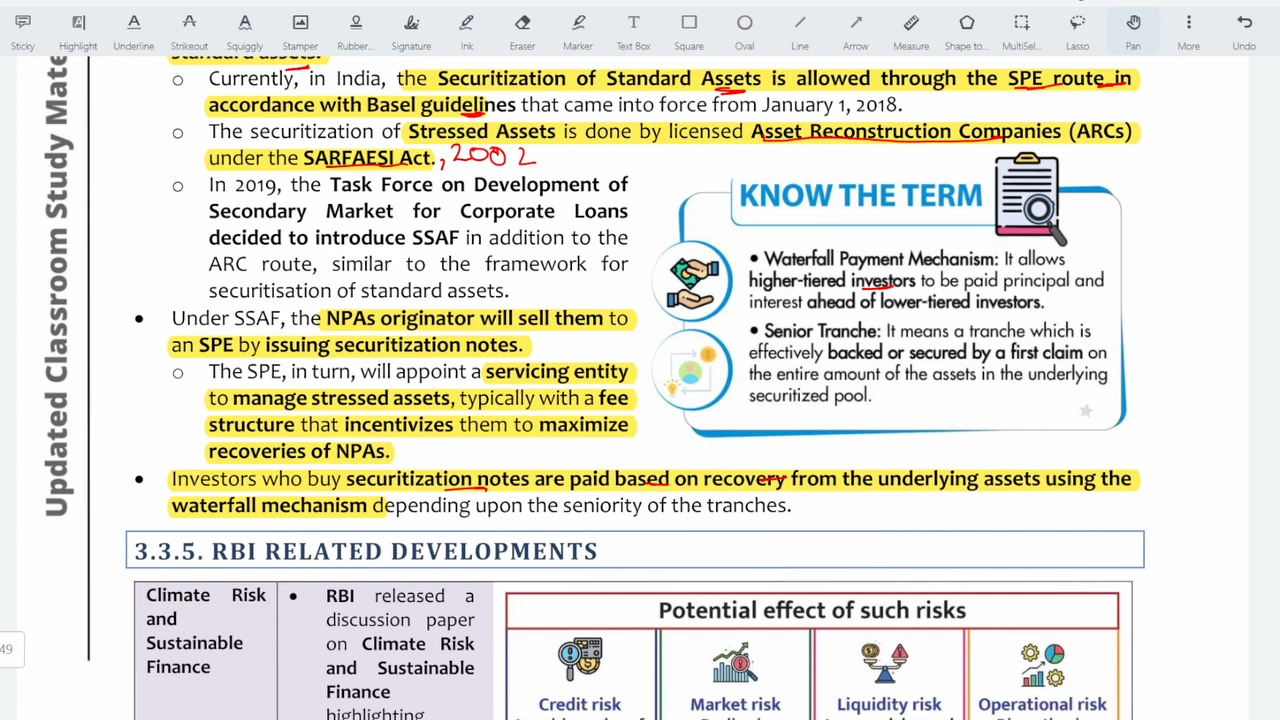 Sticky Highlight Underline Strikeout Squiggly Stamper Rubber... Signature Ink Eraser Marker Text Box Square Oval Line Arrow Measure Shape to... MultiSel... Lasso Pan More Undo
Updated Classroom Study Mate
standard assets.
o Currently, in India, the Securitization of Standard Assets is allowed through the SPE route in
accordance with Basel guidelines that came into force from January 1, 2018.
o The securitization of Stressed Assets is done by licensed Asset Reconstruction Companies (ARCs)
under the SARFAESI Act. , 2002
o In 2019, the Task Force on Development of
Secondary Market for Corporate Loans
decided to introduce SSAF in addition to the
ARC route, similar to the framework for
securitisation of standard assets.
• Under SSAF, the NPAs originator will sell them to
an SPE by issuing securitization notes.
o The SPE, in turn, will appoint a servicing entity
to manage stressed assets, typically with a fee
structure that incentivizes them to maximize
recoveries of NPAs.
KNOW THE TERM
• Waterfall Payment Mechanism: It allows
higher-tiered investors to be paid principal and
interest ahead of lower-tiered investors.
• Senior Tranche: It means a tranche which is
effectively backed or secured by a first claim on
the entire amount of the assets in the underlying
securitized pool.
• Investors who buy securitization notes are paid based on recovery from the underlying assets using the
waterfall mechanism depending upon the seniority of the tranches.
3.3.5. RBI RELATED DEVELOPMENTS
49
Climate Risk
and
Sustainable
Finance
• RBI released a
discussion paper
on Climate Risk
and Sustainable
Finance
highlighting
Potential effect of such risks
Credit risk Market risk Liquidity risk Operational risk